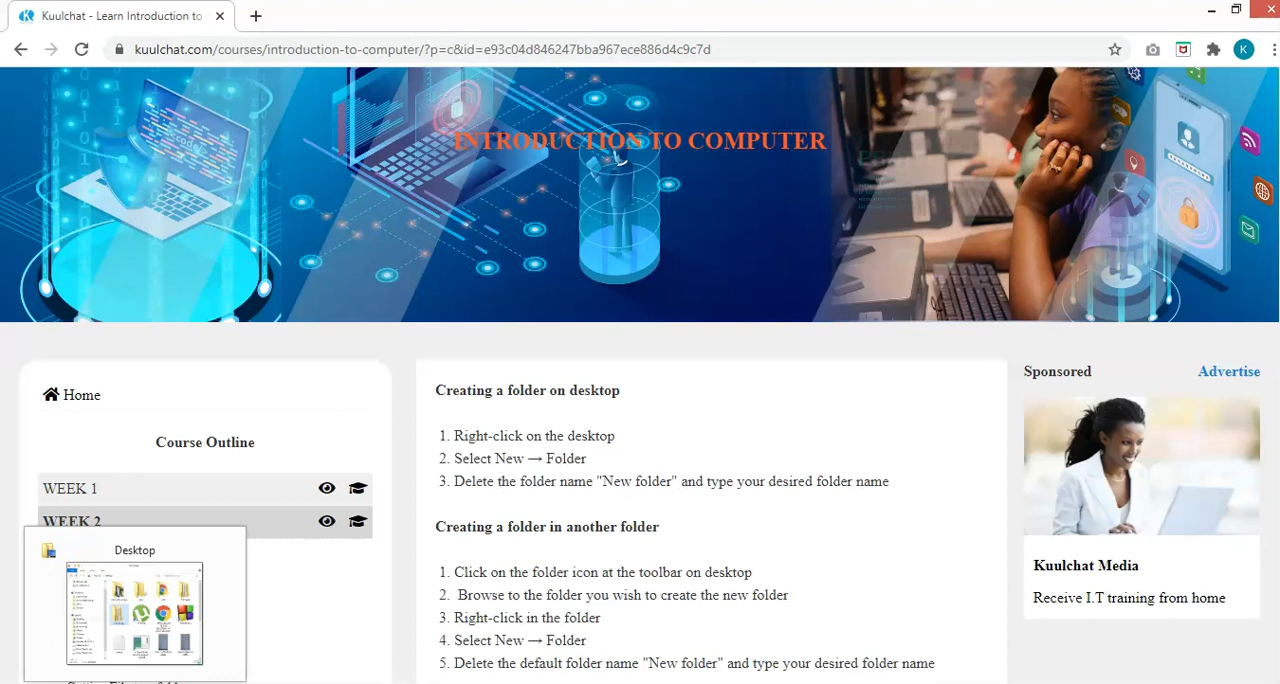 Kuulchat - Learn Introduction to
kuulchat.com/courses/introduction-to-computer/?p=c&id=e93c04d846247bba967ece886d4c9c7d
K
INTRODUCTION TO COMPUTER
Home
Course Outline
WEEK 1
WEEK 2
Desktop
Creating a folder on desktop
1. Right-click on the desktop
2. Select New → Folder
3. Delete the folder name "New folder" and type your desired folder name
Creating a folder in another folder
1. Click on the folder icon at the toolbar on desktop
2. Browse to the folder you wish to create the new folder
3. Right-click in the folder
4. Select New → Folder
5. Delete the default folder name "New folder" and type your desired folder name
Sponsored
Advertise
Kuulchat Media
Receive I.T training from home